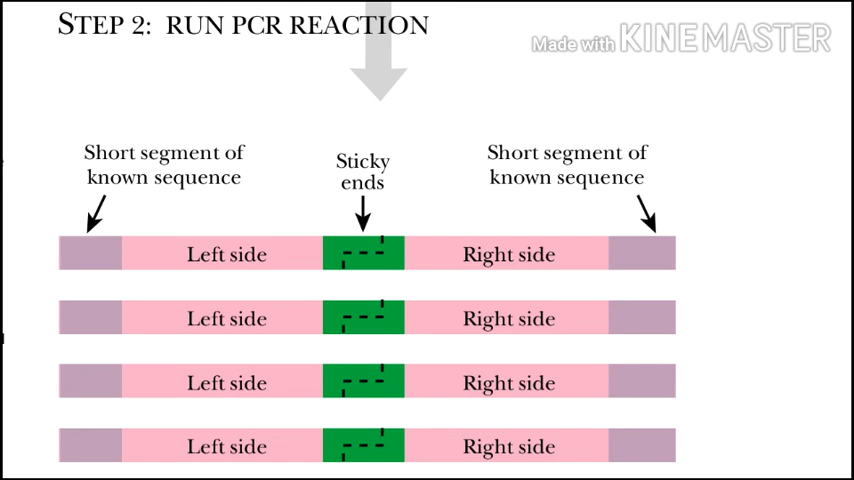 STEP 2: RUN PCR REACTION
Made with KINEMASTER
Short segment of
known sequence
Sticky
ends
Short segment of
known sequence
Left side
Right side
Left side
Right side
Left side
Right side
Left side
Right side